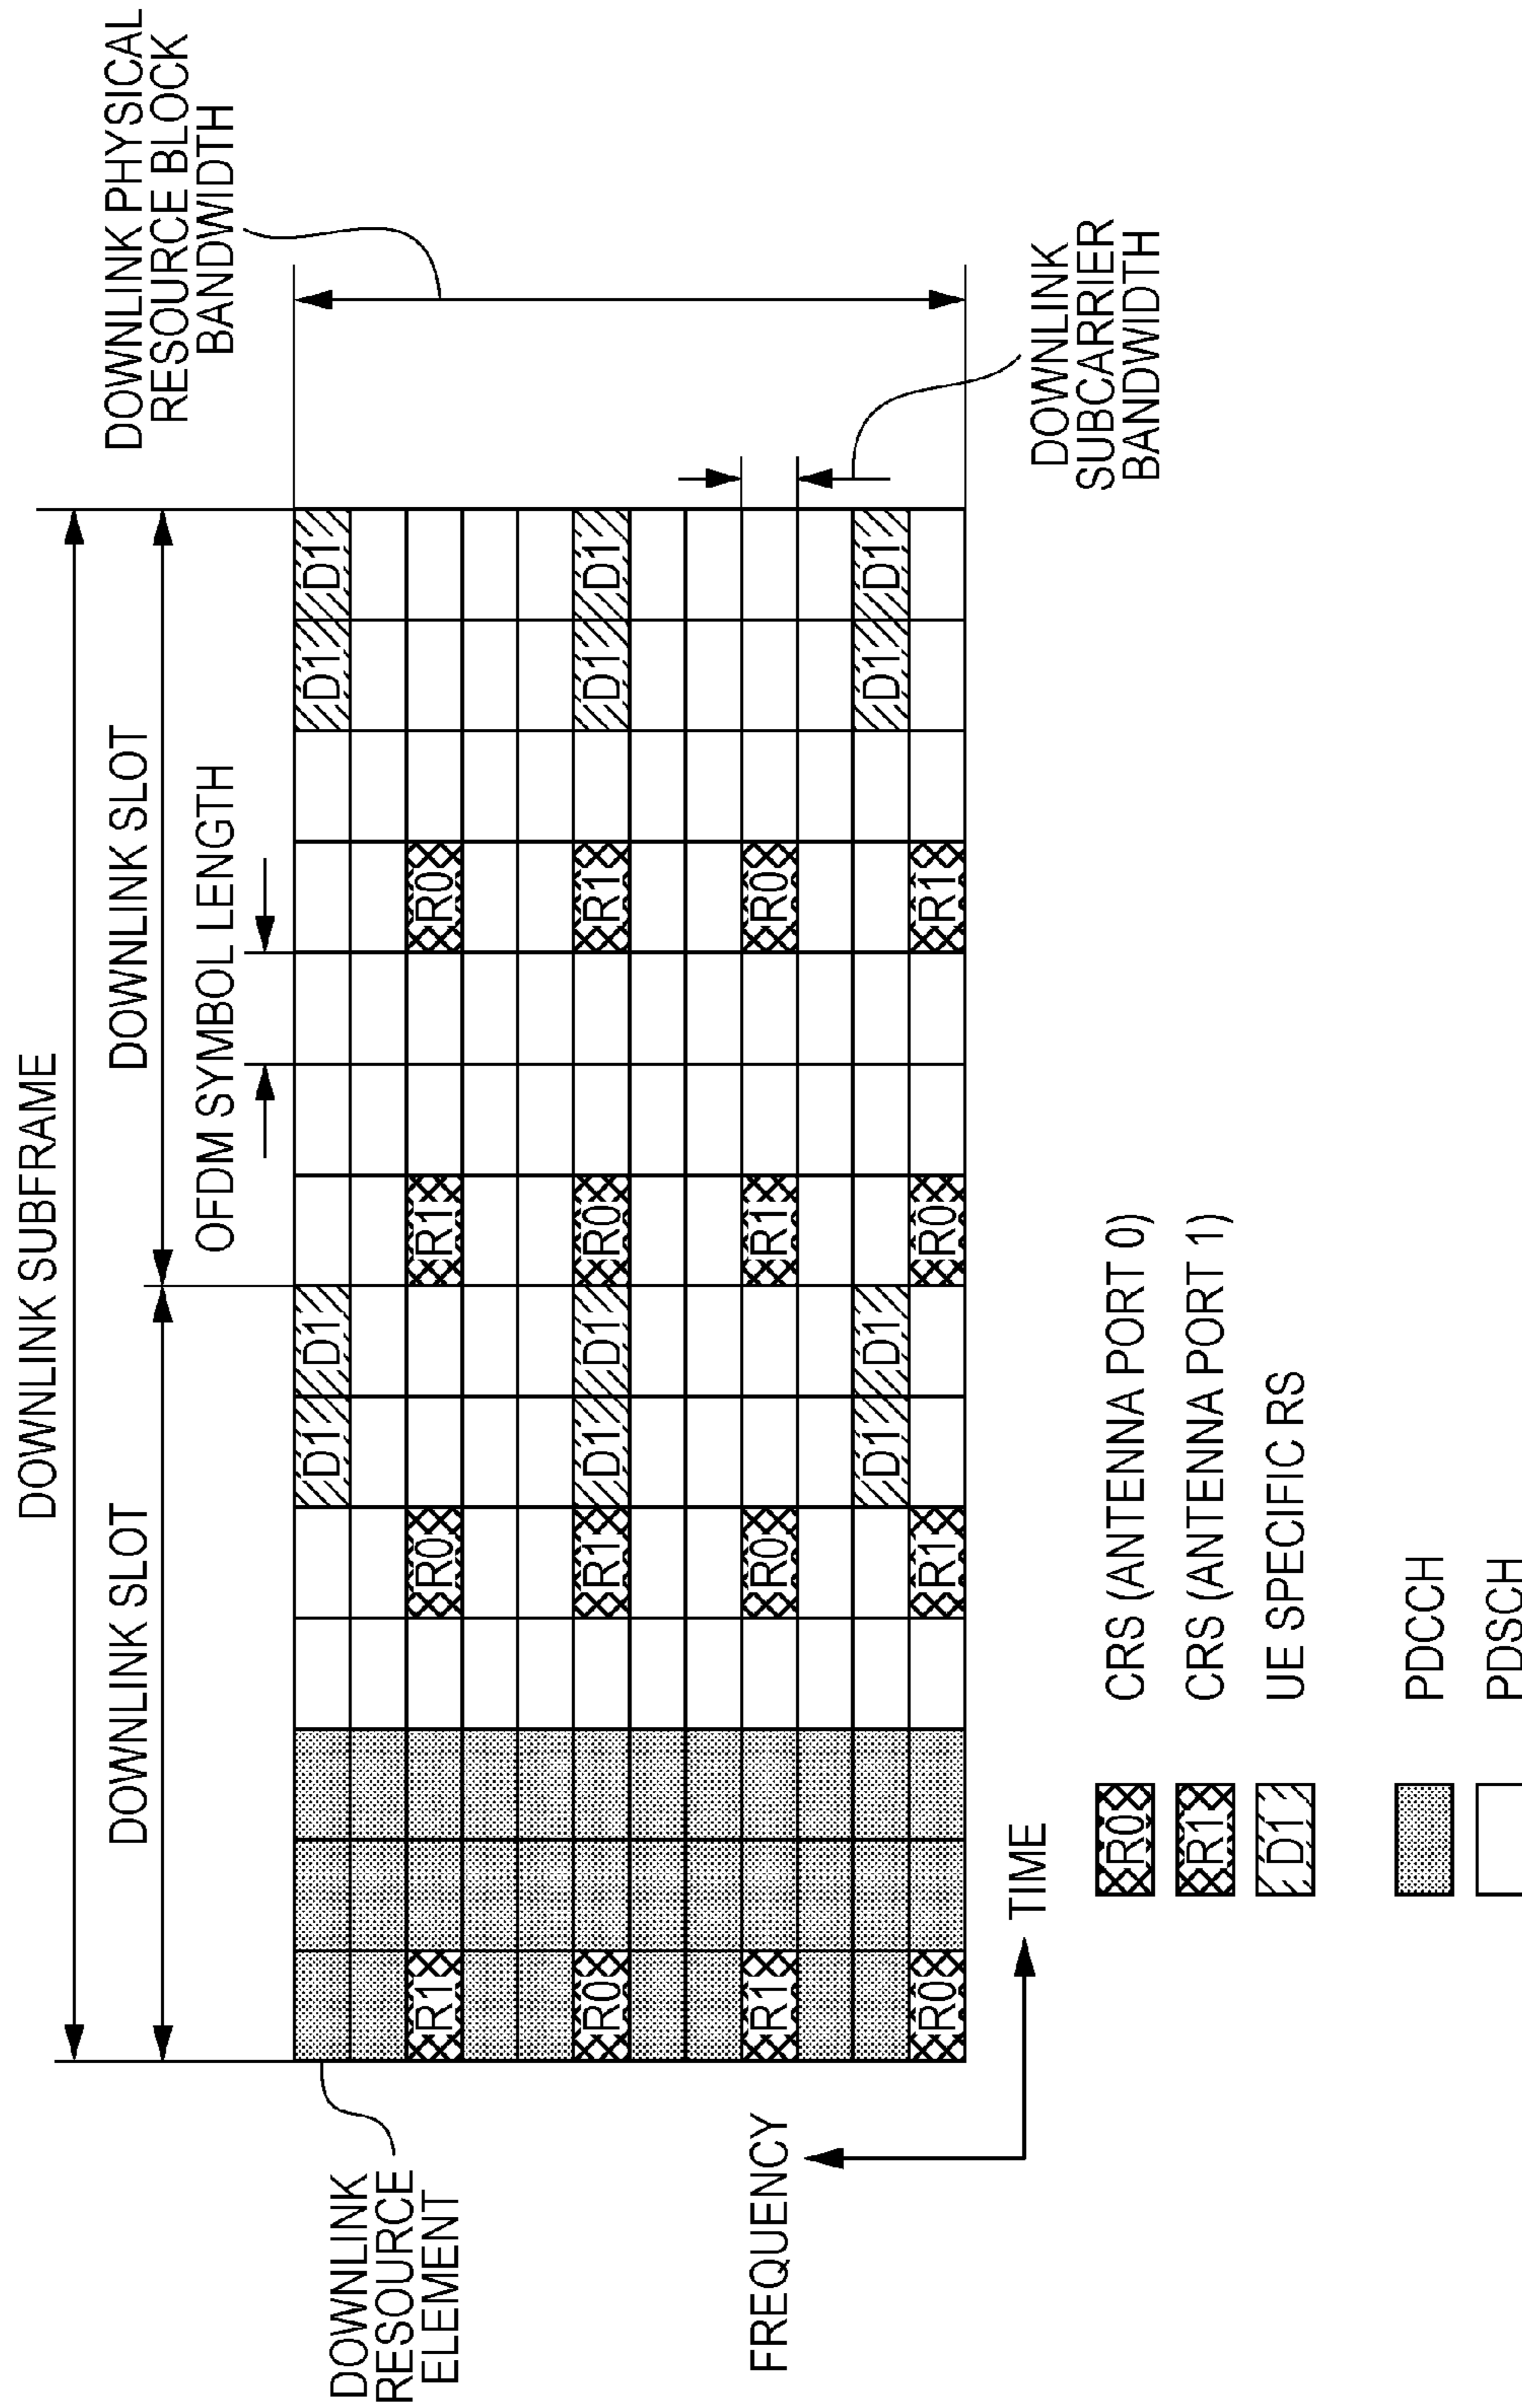 DOWNLINK SUBFRAME
DOWNLINK SLOT
DOWNLINK SLOT
OFDM SYMBOL LENGTH
DOWNLINK PHYSICAL
RESOURCE BLOCK
BANDWIDTH
D1 D1 D1 D1
R1 R0 R1 R0
R0 R1 D1 D1 R0 R1 D1 D1
R1 R0 R1 R0
D1 D1 D1 D1
R0 R1 R0 R1
DOWNLINK
RESOURCE
ELEMENT
DOWNLINK
SUBCARRIER
BANDWIDTH
FREQUENCY
TIME
R0 CRS (ANTENNA PORT 0)
R1 CRS (ANTENNA PORT 1)
D1 UE SPECIFIC RS
PDCCH
PDSCH